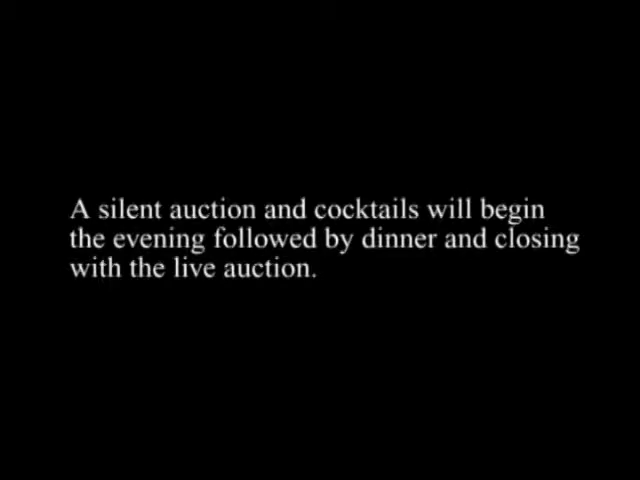 A silent auction and cocktails will begin
the evening followed by dinner and closing
with the live auction.